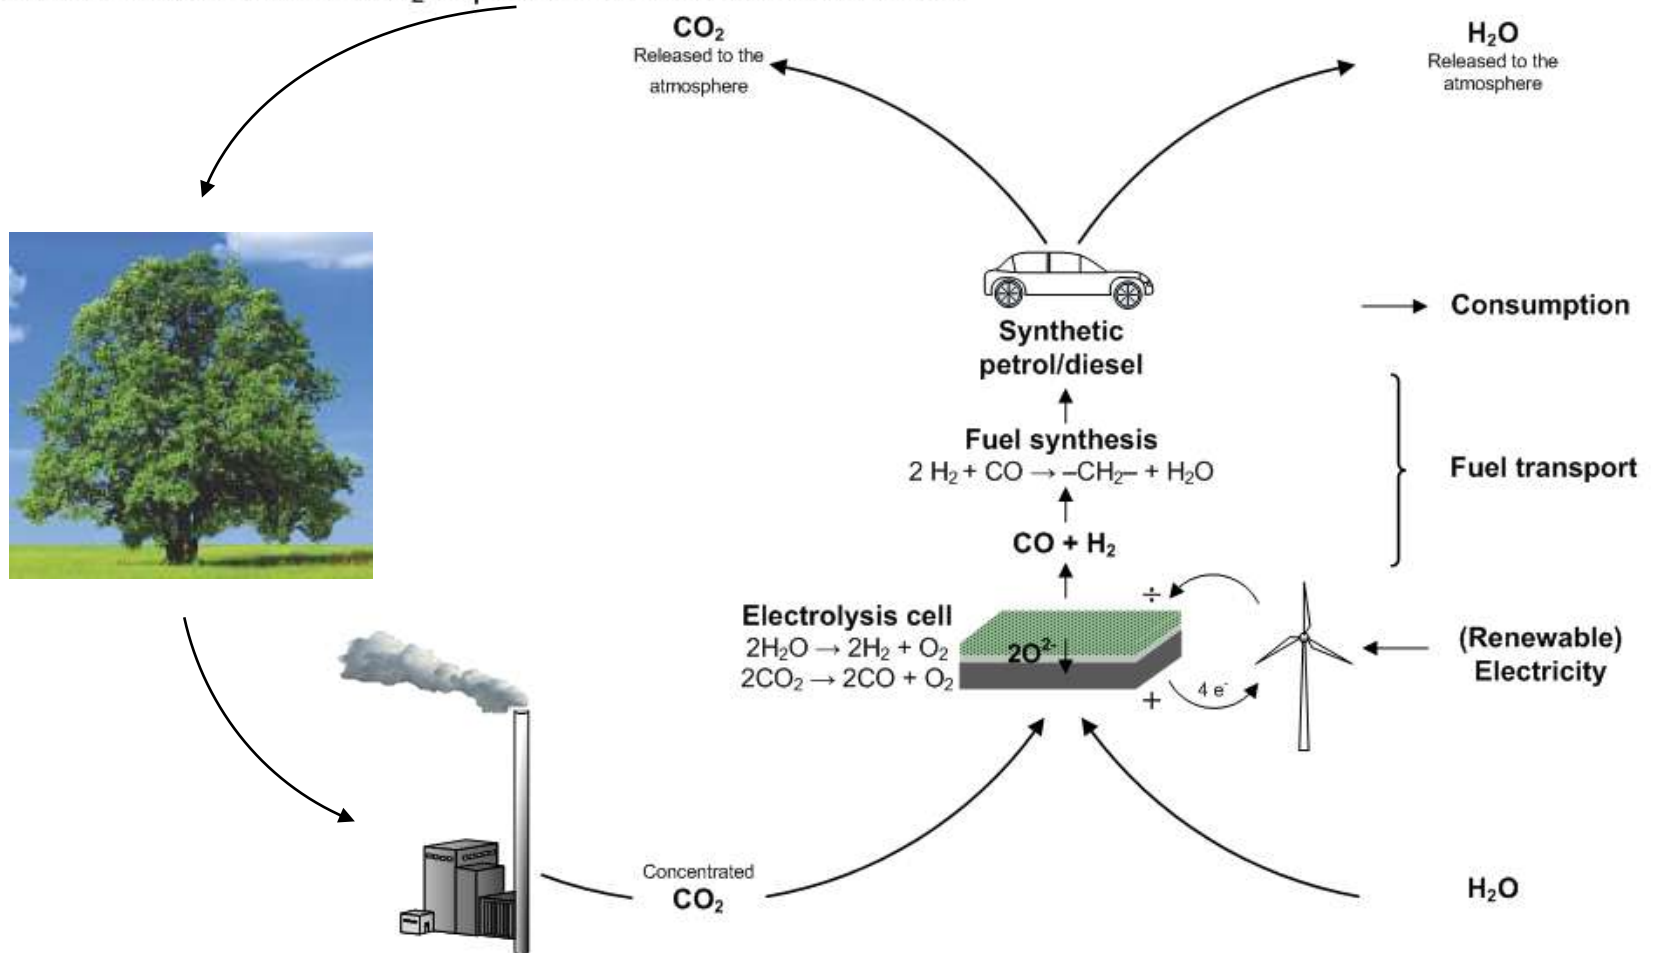 CO₂
Released to the
atmosphere
H₂O
Released to the
atmosphere
Synthetic
petrol/diesel
Consumption
Fuel synthesis
2 H₂ + CO → –CH₂– + H₂O
Fuel transport
CO + H₂
Electrolysis cell
2H₂O → 2H₂ + O₂
2CO₂ → 2CO + O₂
2O²⁻
÷
+
4 e⁻
(Renewable)
Electricity
Concentrated
CO₂
H₂O